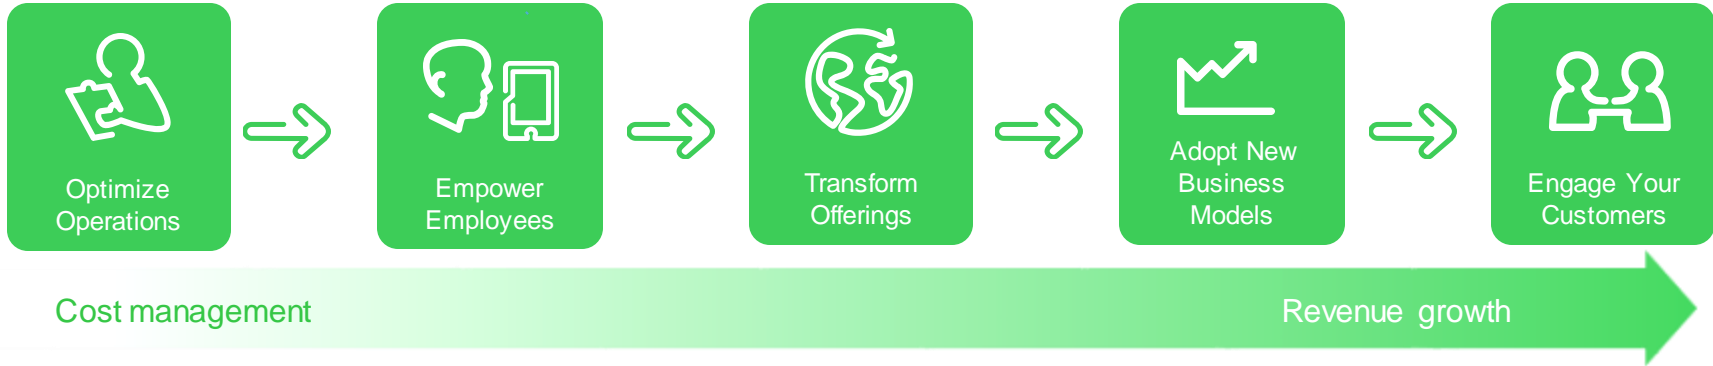 Optimize
Operations
Empower
Employees
Transform
Offerings
Adopt New
Business
Models
Engage Your
Customers
Cost management
Revenue growth